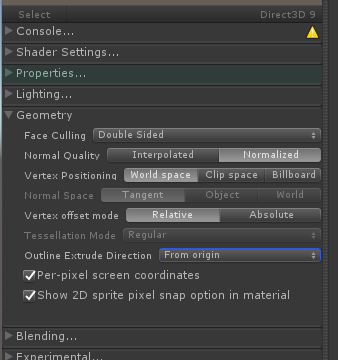 Select Direct3D 9
Console...
Shader Settings...
Properties...
Lighting...
Geometry
Face Culling Double Sided
Normal Quality Interpolated Normalized
Vertex Positioning World space Clip space Billboard
Normal Space Tangent Object World
Vertex offset mode Relative Absolute
Tessellation Mode Regular
Outline Extrude Direction From origin
Per-pixel screen coordinates
Show 2D sprite pixel snap option in material
Blending...
Experimental...